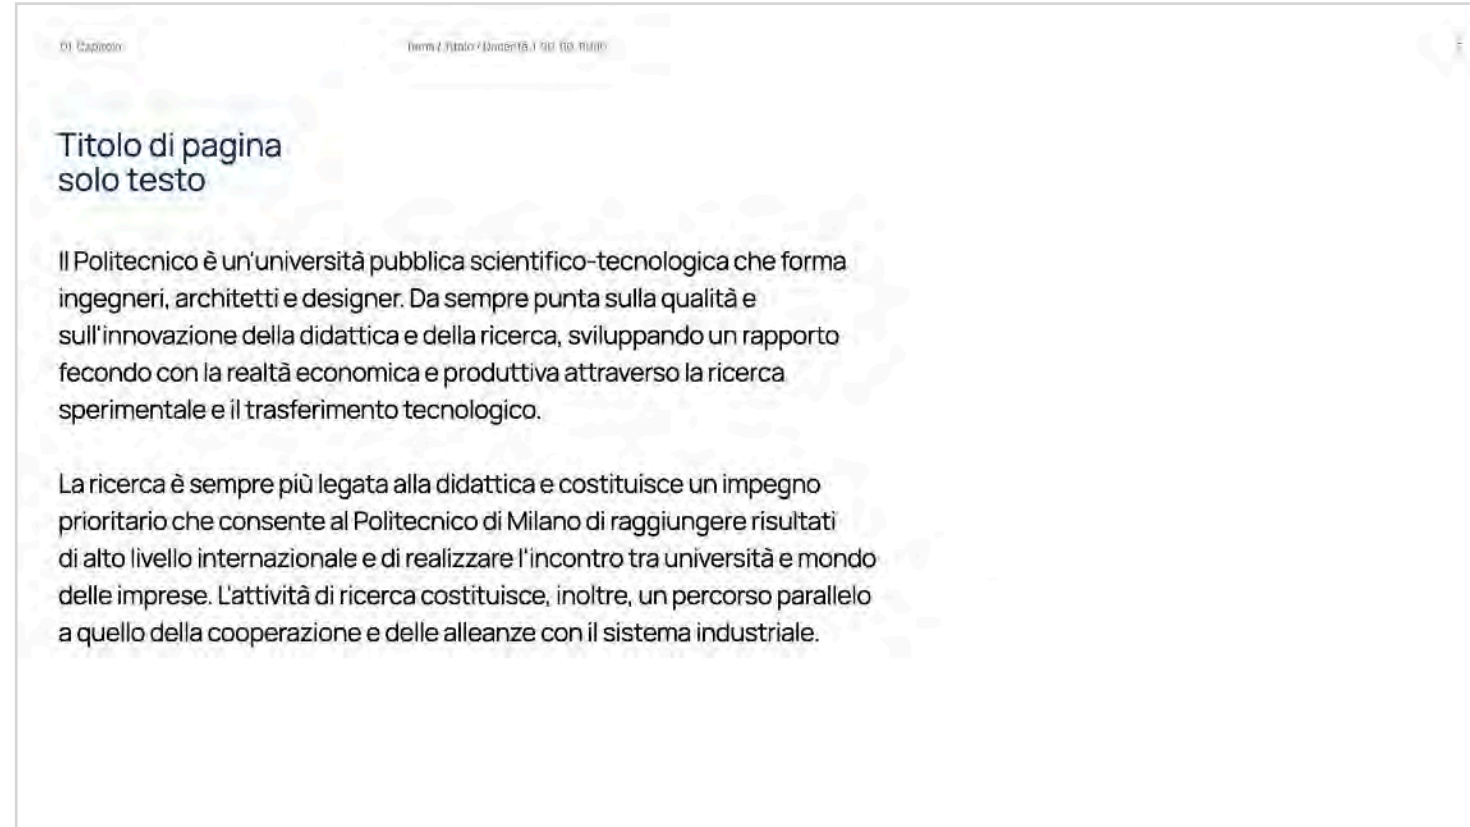 01 Capitolo
Titolo di pagina
solo testo
Il Politecnico è un'università pubblica scientifico-tecnologica che forma
ingegneri, architetti e designer. Da sempre punta sulla qualità e
sull'innovazione della didattica e della ricerca, sviluppando un rapporto
fecondo con la realtà economica e produttiva attraverso la ricerca
sperimentale e il trasferimento tecnologico.
La ricerca è sempre più legata alla didattica e costituisce un impegno
prioritario che consente al Politecnico di Milano di raggiungere risultati
di alto livello internazionale e di realizzare l'incontro tra università e mondo
delle imprese. L'attività di ricerca costituisce, inoltre, un percorso parallelo
a quello della cooperazione e delle alleanze con il sistema industriale.